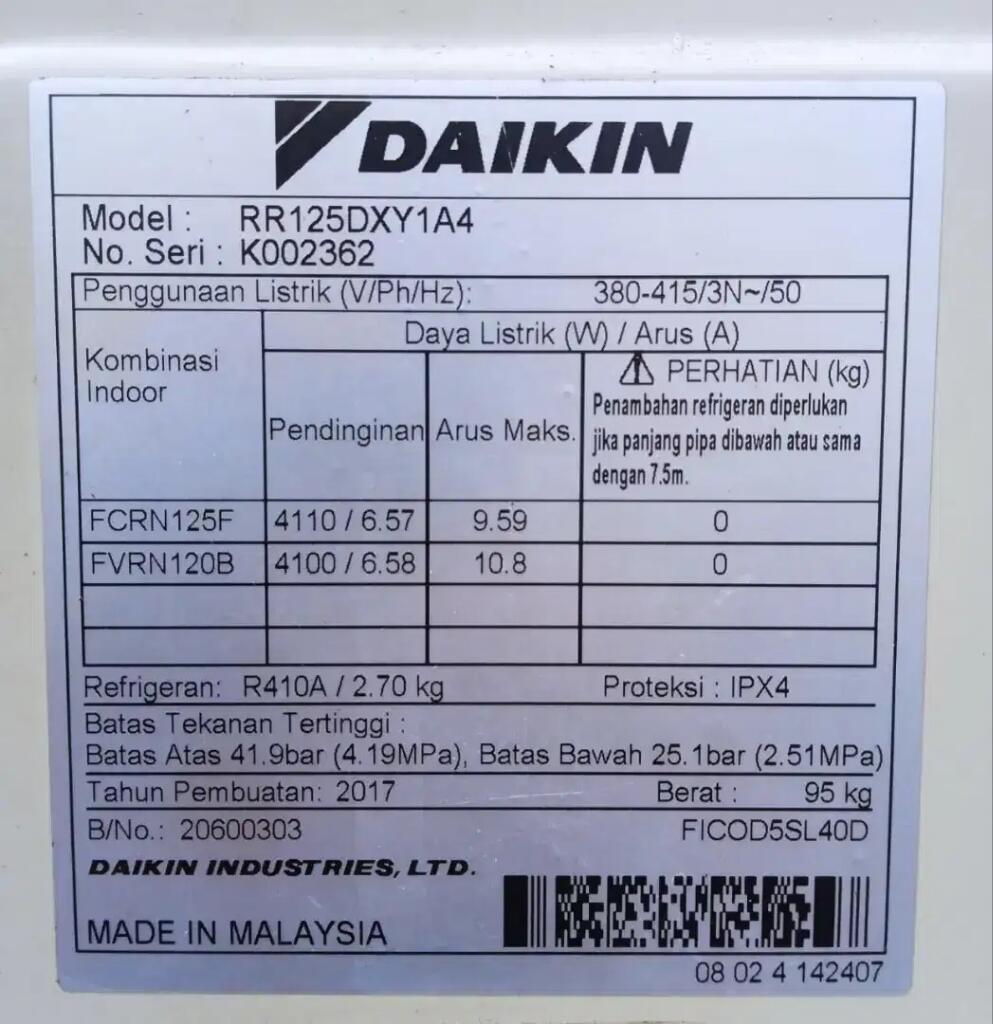 DAIKIN
Model : RR125DXY1A4
No. Seri : K002362
Penggunaan Listrik (V/Ph/Hz): 380-415/3N~/50
Kombinasi Indoor
Daya Listrik (W) / Arus (A)
Pendinginan
Arus Maks.
⚠ PERHATIAN (kg)
Penambahan refrigeran diperlukan
jika panjang pipa dibawah atau sama
dengan 7.5m.
FCRN125F 4110 / 6.57 9.59 0
FVRN120B 4100 / 6.58 10.8 0
Refrigeran: R410A / 2.70 kg Proteksi : IPX4
Batas Tekanan Tertinggi :
Batas Atas 41.9bar (4.19MPa), Batas Bawah 25.1bar (2.51MPa)
Tahun Pembuatan: 2017 Berat : 95 kg
B/No.: 20600303 FICOD5SL40D
DAIKIN INDUSTRIES, LTD.
MADE IN MALAYSIA
08 02 4 142407